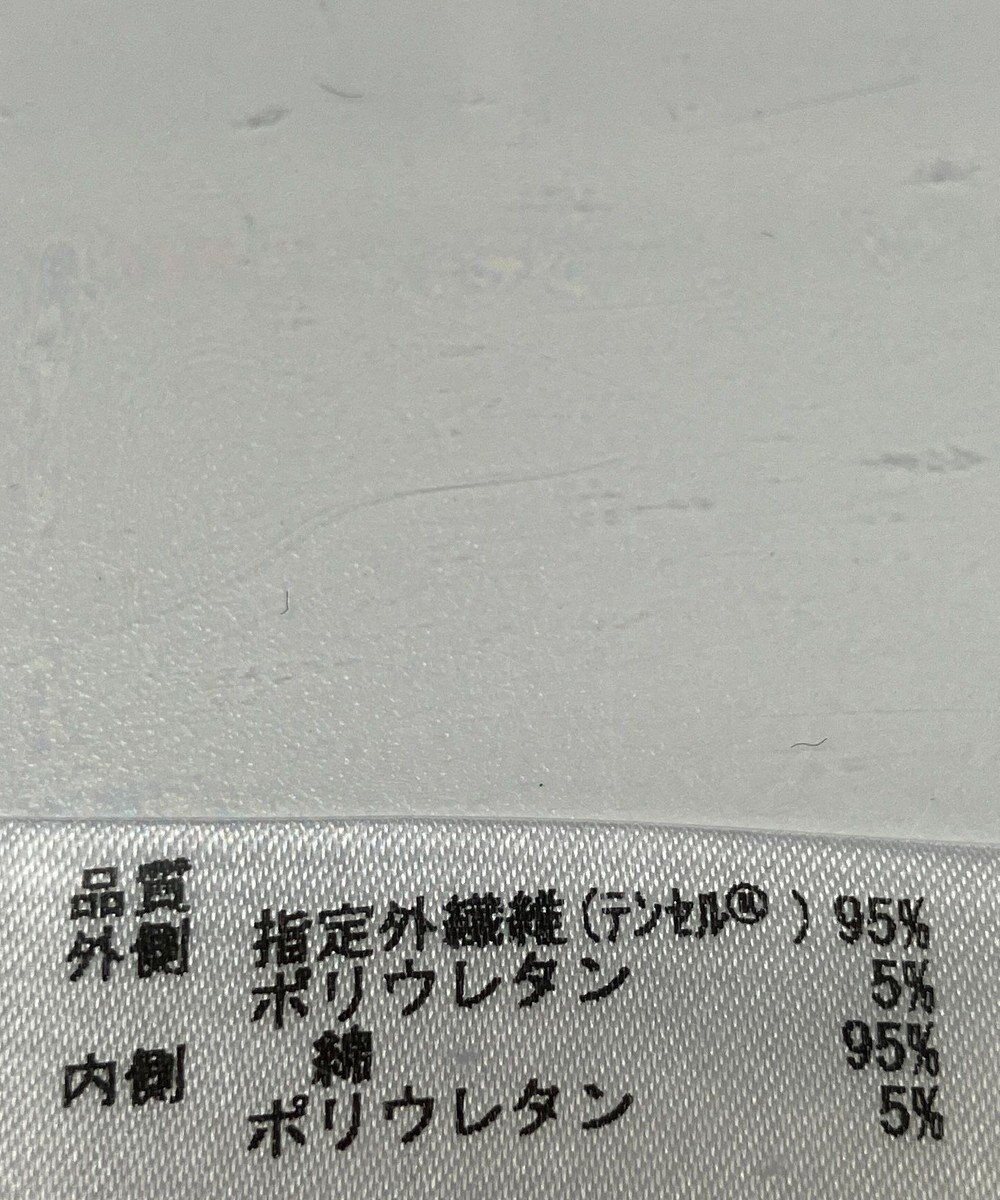 品質
外側 指定外繊維(テンセル®) 95%
ポリウレタン 5%
内側 綿 95%
ポリウレタン 5%